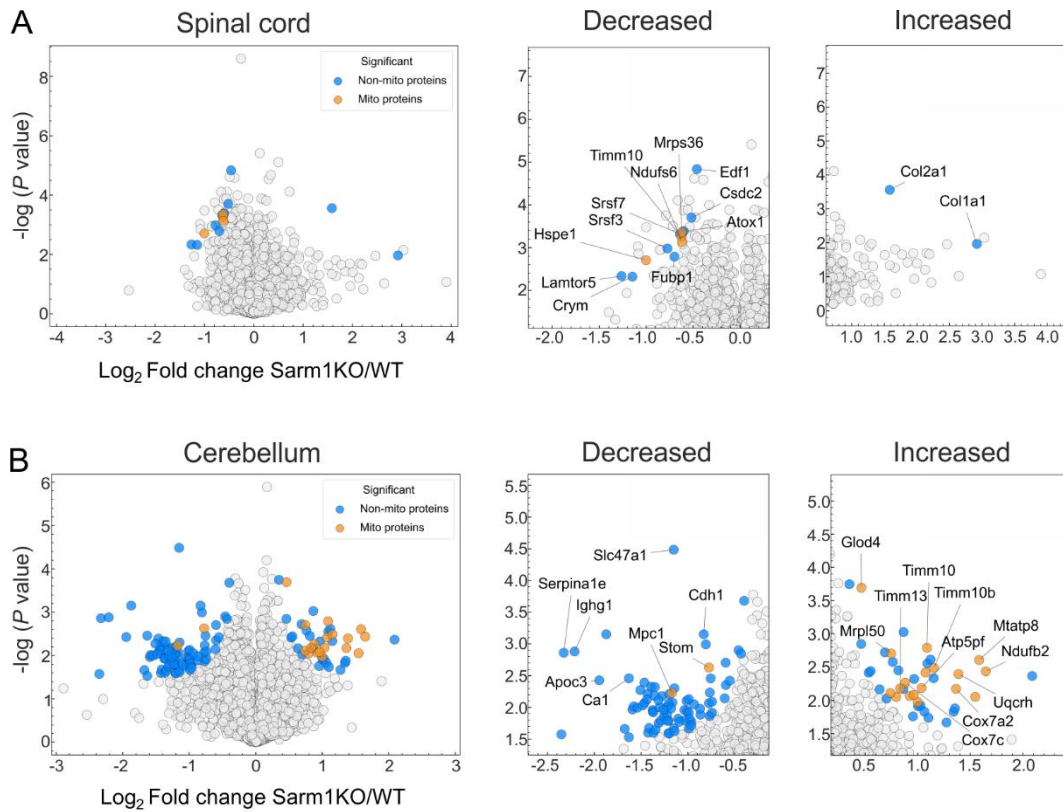 A
Spinal cord
Decreased
Increased
Significant
Non-mito proteins
Mito proteins
-log (P value)
8
6
4
2
0
-4
-3
-2
-1
0
1
2
3
4
Log2 Fold change Sarm1KO/WT
7
6
5
4
3
2
Mrps36
Timm10
Ndufs6
Edf1
Csdc2
Srsf7
Srsf3
Atox1
Hspe1
Lamtor5
Fubp1
Crym
-2.0
-1.5
-1.0
-0.5
0.0
7
6
5
4
3
2
1
0
Col2a1
Col1a1
1.0
1.5
2.0
2.5
3.0
3.5
4.0
B
Cerebellum
Decreased
Increased
Significant
Non-mito proteins
Mito proteins
-log (P value)
6
5
4
3
2
1
0
-3
-2
-1
0
1
2
3
Log2 Fold change Sarm1KO/WT
5.5
5.0
4.5
4.0
3.5
3.0
2.5
2.0
1.5
Slc47a1
Serpina1e
Ighg1
Cdh1
Mpc1
Stom
Apoc3
Ca1
-2.5
-2.0
-1.5
-1.0
-0.5
0.0
5.0
4.5
4.0
3.5
3.0
2.5
2.0
1.5
Glod4
Timm10
Timm13
Timm10b
Mrpl50
Atp5pf
Mtatp8
Ndufb2
Uqcrh
Cox7a2
Cox7c
0.5
1.0
1.5
2.0